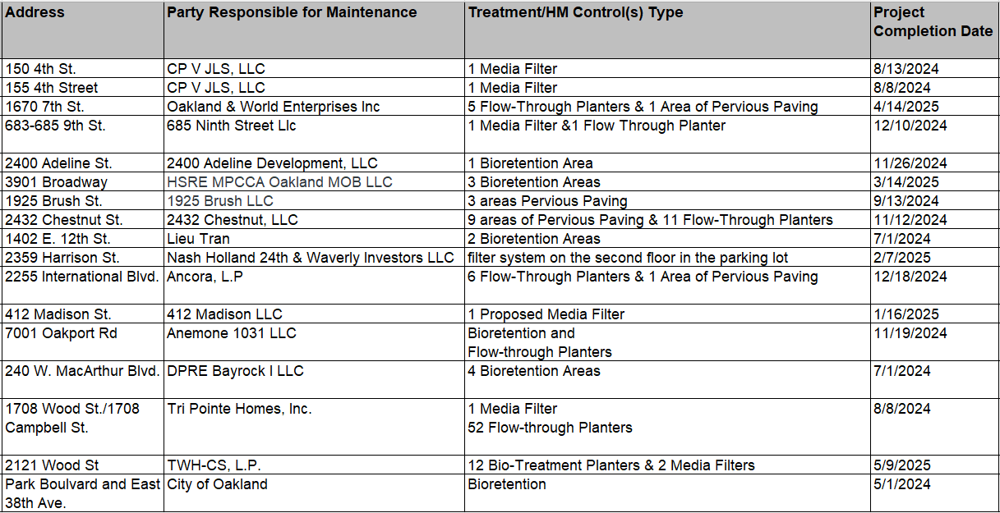 Address Party Responsible for Maintenance Treatment/HM Control(s) Type Project
Completion Date
150 4th St. CP V JLS, LLC 1 Media Filter 8/13/2024
155 4th Street CP V JLS, LLC 1 Media Filter 8/8/2024
1670 7th St. Oakland & World Enterprises Inc 5 Flow-Through Planters & 1 Area of Pervious Paving 4/14/2025
683-685 9th St. 685 Ninth Street Llc 1 Media Filter &1 Flow Through Planter 12/10/2024
2400 Adeline St. 2400 Adeline Development, LLC 1 Bioretention Area 11/26/2024
3901 Broadway HSRE MPCCA Oakland MOB LLC 3 Bioretention Areas 3/14/2025
1925 Brush St. 1925 Brush LLC 3 areas Pervious Paving 9/13/2024
2432 Chestnut St. 2432 Chestnut, LLC 9 areas of Pervious Paving & 11 Flow-Through Planters 11/12/2024
1402 E. 12th St. Lieu Tran 2 Bioretention Areas 7/1/2024
2359 Harrison St. Nash Holland 24th & Waverly Investors LLC filter system on the second floor in the parking lot 2/7/2025
2255 International Blvd. Ancora, L.P 6 Flow-Through Planters & 1 Area of Pervious Paving 12/18/2024
412 Madison St. 412 Madison LLC 1 Proposed Media Filter 1/16/2025
7001 Oakport Rd Anemone 1031 LLC Bioretention and 11/19/2024
Flow-through Planters
240 W. MacArthur Blvd. DPRE Bayrock I LLC 4 Bioretention Areas 7/1/2024
1708 Wood St./1708 Tri Pointe Homes, Inc. 1 Media Filter 8/8/2024
Campbell St. 52 Flow-through Planters
2121 Wood St TWH-CS, L.P. 12 Bio-Treatment Planters & 2 Media Filters 5/9/2025
Park Boulvard and East City of Oakland Bioretention 5/1/2024
38th Ave.